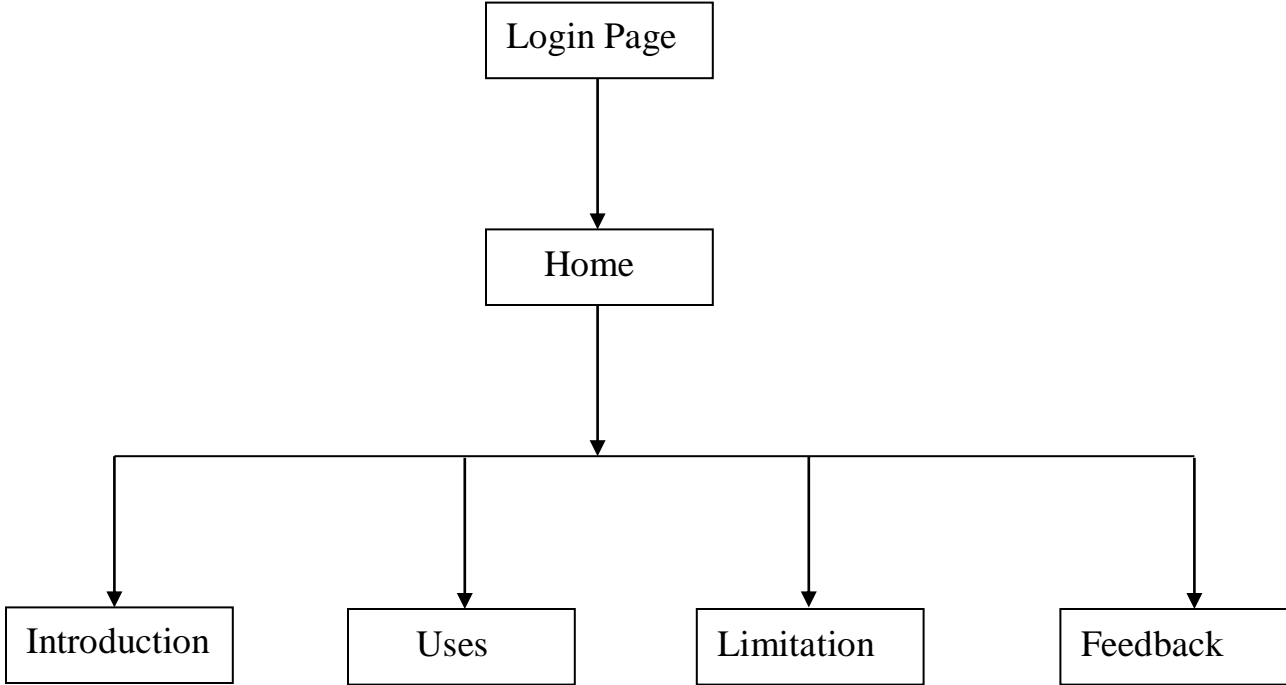 Login Page
Home
Introduction
Uses
Limitation
Feedback